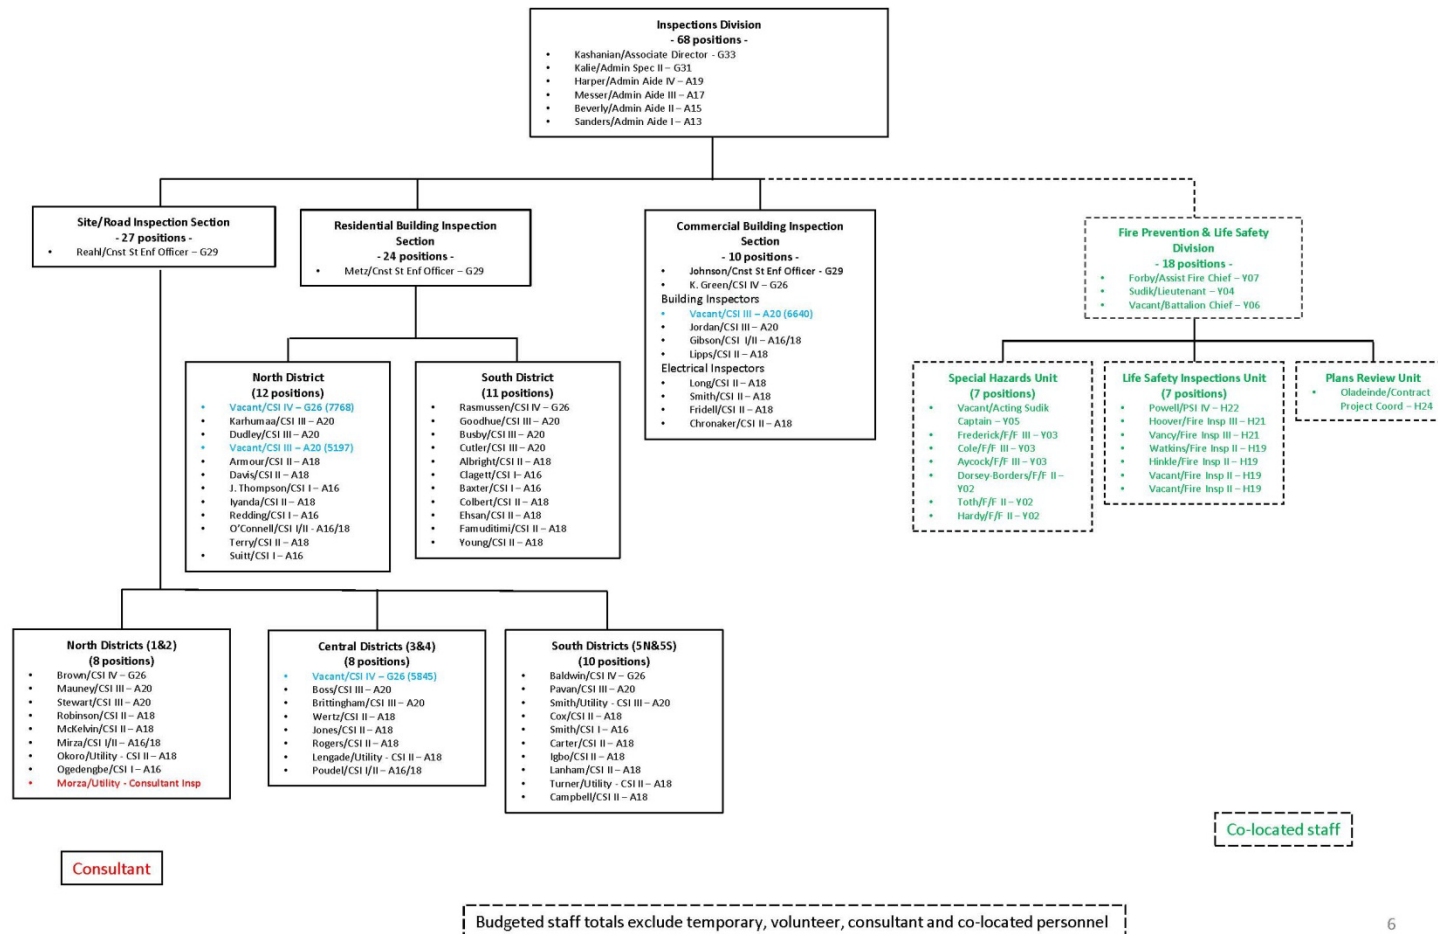 Inspections Division
- 68 positions -
• Kashanian/Associate Director - G33
• Kalie/Admin Spec II – G31
• Harper/Admin Aide IV – A19
• Messer/Admin Aide III – A17
• Beverly/Admin Aide II – A15
• Sanders/Admin Aide I – A13
Site/Road Inspection Section
- 27 positions -
• Reahl/Cnst St Enf Officer – G29
Residential Building Inspection
Section
- 24 positions -
• Metz/Cnst St Enf Officer – G29
Commercial Building Inspection
Section
- 10 positions -
• Johnson/Cnst St Enf Officer - G29
• K. Green/CSI IV – G26
Building Inspectors
• Vacant/CSI III – A20 (6640)
• Jordan/CSI III – A20
• Gibson/CSI I/II – A16/18
• Lipps/CSI II – A18
Electrical Inspectors
• Long/CSI II – A18
• Smith/CSI II – A18
• Fridell/CSI II – A18
• Chronaker/CSI II – A18
Fire Prevention & Life Safety
Division
- 18 positions -
• Forby/Assist Fire Chief – Y07
• Sudik/Lieutenant – Y04
• Vacant/Battalion Chief – Y06
North District
(12 positions)
• Vacant/CSI IV – G26 (7768)
• Karhumaa/CSI III – A20
• Dudley/CSI III – A20
• Vacant/CSI III – A20 (5197)
• Armour/CSI II – A18
• Davis/CSI II – A18
• J. Thompson/CSI I – A16
• Iyanda/CSI II – A18
• Redding/CSI I – A16
• O'Connell/CSI I/II - A16/18
Terry/CSI II – A18
• Suitt/CSI I – A16
South District
(11 positions)
• Rasmussen/CSI IV – G26
• Goodhue/CSI III – A20
• Busby/CSI III – A20
• Cutler/CSI III – A20
• Albright/CSI II – A18
• Clagett/CSI I– A16
• Baxter/CSI I – A16
• Colbert/CSI II – A18
• Ehsan/CSI II – A18
• Famuditimi/CSI II – A18
• Young/CSI II – A18
Special Hazards Unit
(7 positions)
• Vacant/Acting Sudik
Captain – Y05
• Frederick/F/F III – Y03
• Cole/F/F III – Y03
• Aycock/F/F III – Y03
• Dorsey-Borders/F/F II –
Y02
• Toth/F/F II – Y02
• Hardy/F/F II – Y02
Life Safety Inspections Unit
(7 positions)
• Powell/PSI IV – H22
• Hoover/Fire Insp III – H21
• Vancy/Fire Insp III – H21
• Watkins/Fire Insp II – H19
• Hinkle/Fire Insp II – H19
• Vacant/Fire Insp II – H19
• Vacant/Fire Insp II – H19
Plans Review Unit
• Oladeinde/Contract
Project Coord – H24
North Districts (1&2)
(8 positions)
• Brown/CSI IV – G26
• Mauney/CSI III – A20
• Stewart/CSI III – A20
• Robinson/CSI II – A18
• McKelvin/CSI II – A18
• Mirza/CSI I/II – A16/18
• Okoro/Utility - CSI II – A18
• Ogedengbe/CSI I – A16
• Morza/Utility - Consultant Insp
Central Districts (3&4)
(8 positions)
• Vacant/CSI IV – G26 (5845)
• Boss/CSI III – A20
• Brittingham/CSI III – A20
• Wertz/CSI II – A18
• Jones/CSI II – A18
• Rogers/CSI II – A18
• Lengade/Utility - CSI II – A18
• Poudel/CSI I/II – A16/18
South Districts (5N&5S)
(10 positions)
• Baldwin/CSI IV – G26
• Pavan/CSI III – A20
• Smith/Utility - CSI III – A20
• Cox/CSI II – A18
• Smith/CSI I – A16
• Carter/CSI II – A18
• Igbo/CSI II – A18
• Lanham/CSI II – A18
• Turner/Utility - CSI II – A18
• Campbell/CSI II – A18
Co-located staff
Consultant
Budgeted staff totals exclude temporary, volunteer, consultant and co-located personnel
6